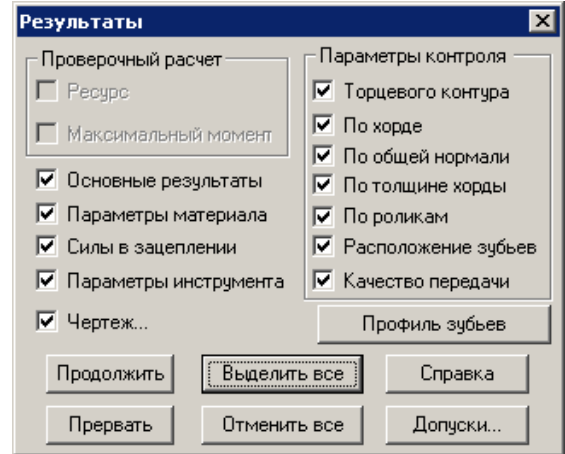 Результаты
Проверочный расчет
Ресурс
Максимальный момент
Основные результаты
Параметры материала
Силы в зацеплении
Параметры инструмента
Чертеж...
Параметры контроля
Торцевого контура
По хорде
По общей нормали
По толщине хорды
По роликам
Расположение зубьев
Качество передачи
Профиль зубьев
Продолжить
Выделить все
Справка
Прервать
Отменить все
Допуски...